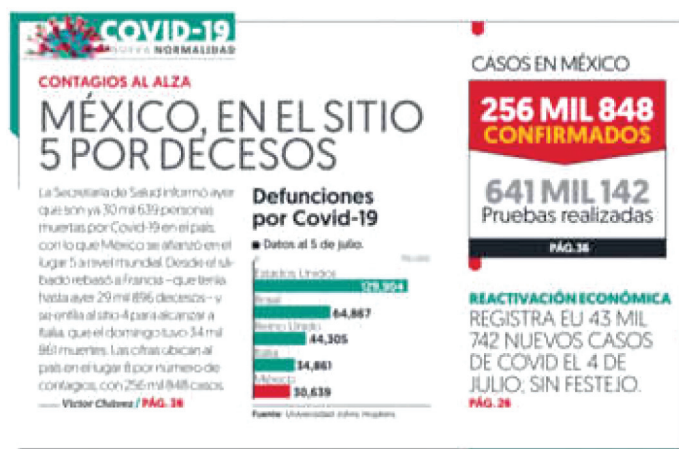 COVID-19
NUEVA NORMALIDAD
CONTAGIOS AL ALZA
MÉXICO, EN EL SITIO
5 POR DECESOS
La Secretaría de Salud informó ayer
que son ya 30 mil 639 personas
muertas por Covid-19 en el país,
con lo que México se afianzó en el
lugar 5 a nivel mundial. Desde el sá-
bado rebasó a Francia –que tenía
hasta ayer 29 mil 896 decesos– y
se enfila al sitio 4 para alcanzar a
Italia, que el domingo tuvo 34 mil
861 muertes. Las cifras ubican al
país en el lugar 8 por número de
contagios, con 256 mil 848 casos.
Víctor Chávez / PÁG. 36
Defunciones
por Covid-19
■ Datos al 5 de julio.
0
Estados Unidos
129,904
Brasil
64,867
Reino Unido
44,305
Italia
34,861
México
30,639
Fuente: Universidad Johns Hopkins
CASOS EN MÉXICO
256 MIL 848
CONFIRMADOS
641 MIL 142
Pruebas realizadas
PÁG.36
REACTIVACIÓN ECONÓMICA
REGISTRA EU 43 MIL
742 NUEVOS CASOS
DE COVID EL 4 DE
JULIO, SIN FESTEJO.
PÁG. 26